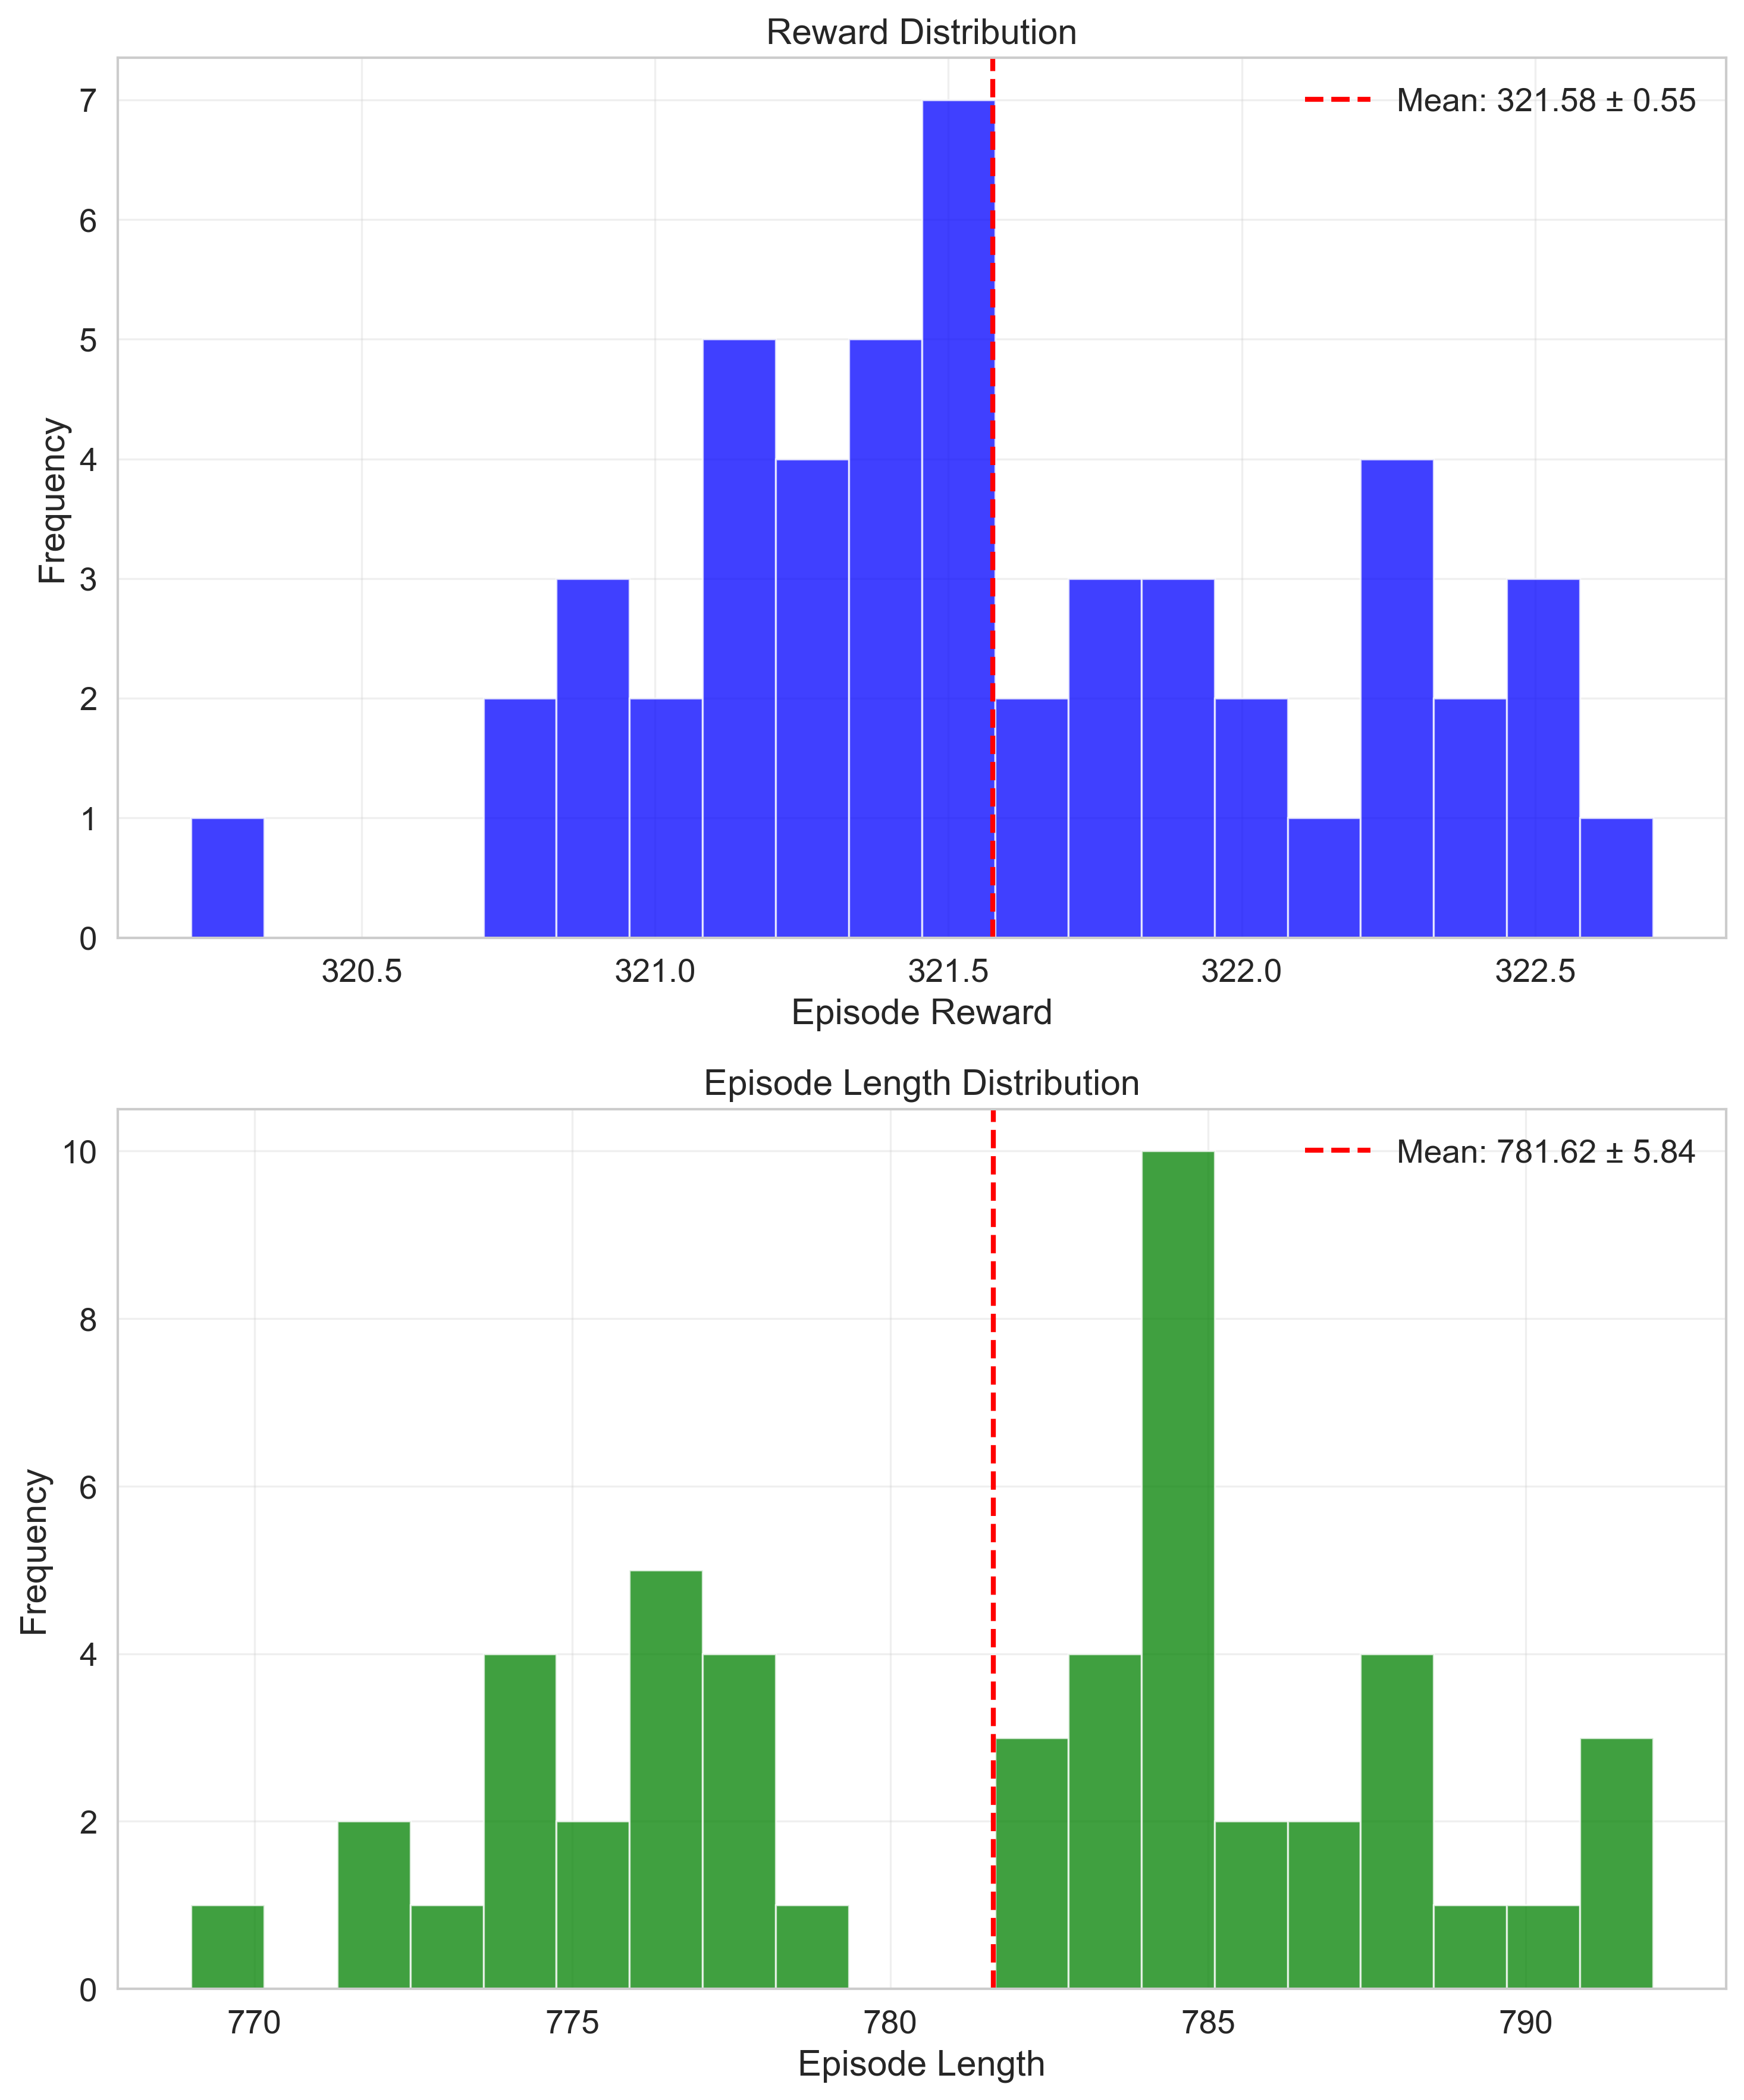 Reward Distribution
Mean: 321.58 ± 0.55
7
6
5
4
3
2
1
0
Frequency
320.5 321.0 321.5 322.0 322.5
Episode Reward
Episode Length Distribution
Mean: 781.62 ± 5.84
10
8
6
4
2
0
Frequency
770 775 780 785 790
Episode Length